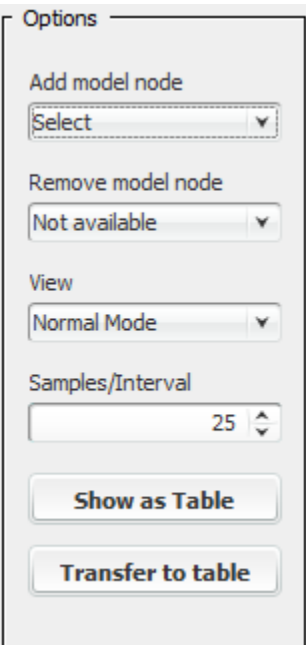 Options
Add model node
Select
Remove model node
Not available
View
Normal Mode
Samples/Interval
25
Show as Table
Transfer to table